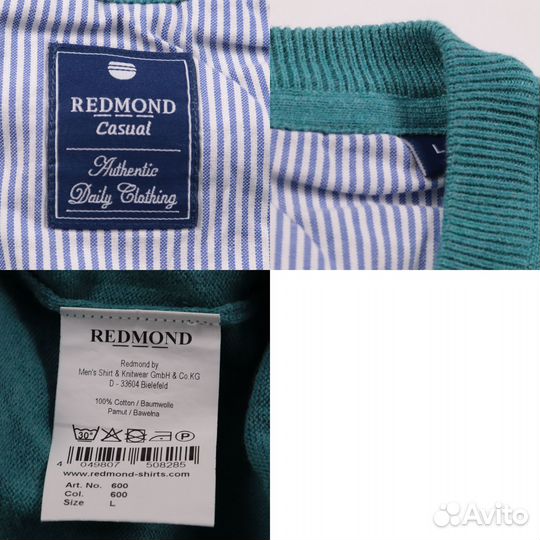 REDMOND
Casual
Authentic
Daily Clothing
L
REDMOND
Redmond by
Men's Shirt & Knitwear GmbH & Co.KG
D - 33604 Bielefeld
100% Cotton / Baumwolle
Pamut / Bawełna
30°
P
4 049807 508285
www.redmond-shirts.com
Art. No. 600
Col. 600
Size L
Avito